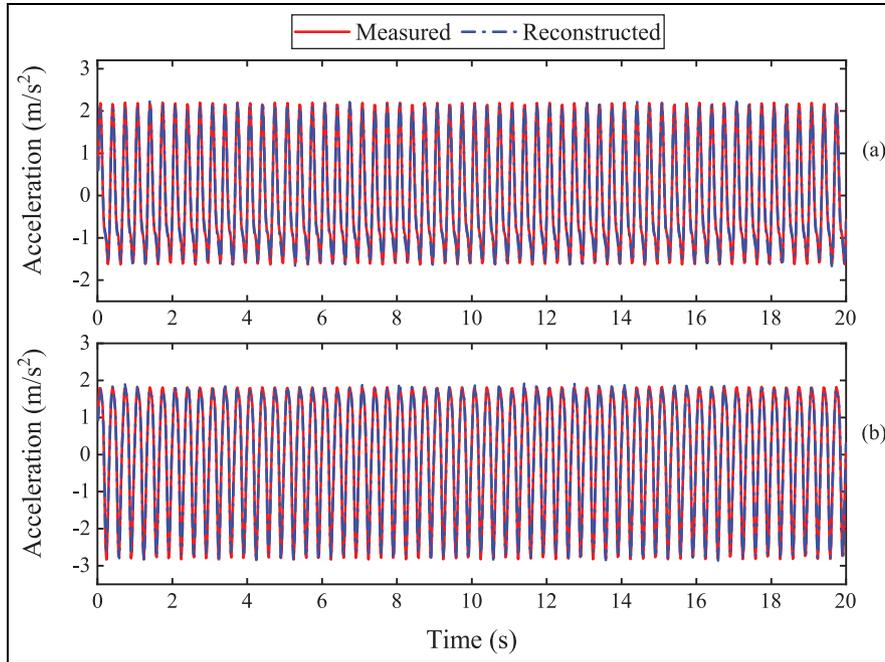 Measured Reconstructed
Acceleration (m/s²)
3
2
1
0
-1
-2
0 2 4 6 8 10 12 14 16 18 20
(a)
Acceleration (m/s²)
3
2
1
0
-1
-2
-3
0 2 4 6 8 10 12 14 16 18 20
(b)
Time (s)